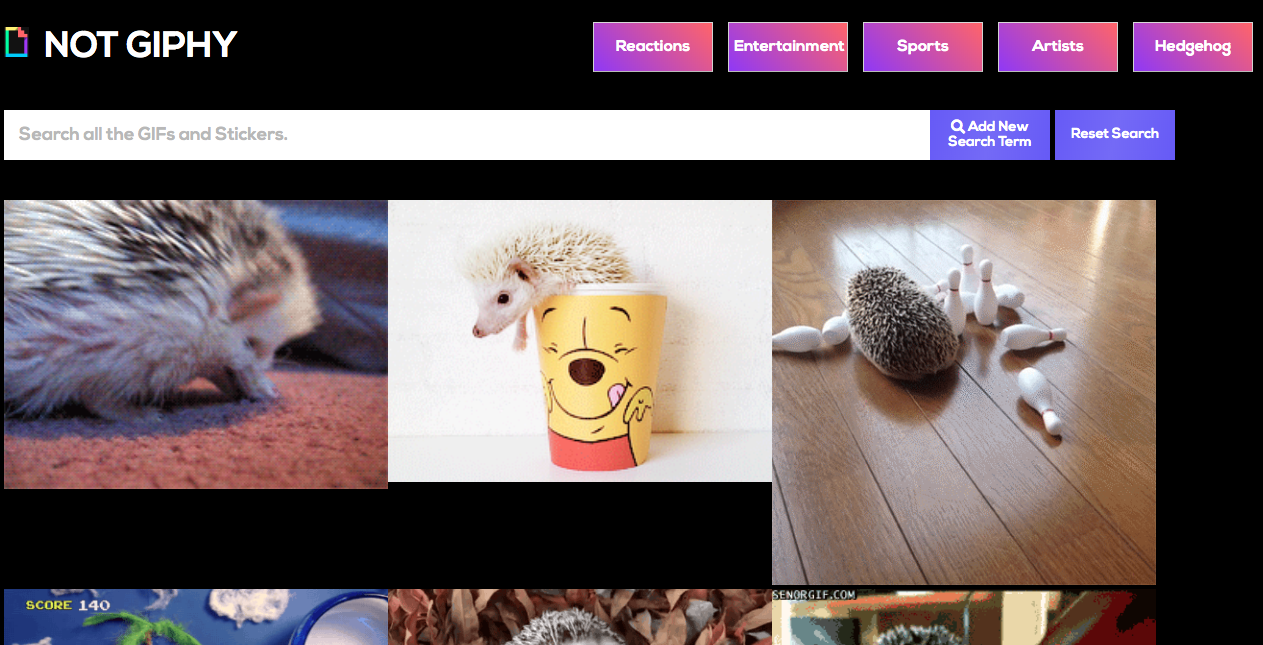 NOT GIPHY
Reactions
Entertainment
Sports
Artists
Hedgehog
Search all the GIFs and Stickers.
Add New
Search Term
Reset Search
SCORE 140
SENORGIF.COM